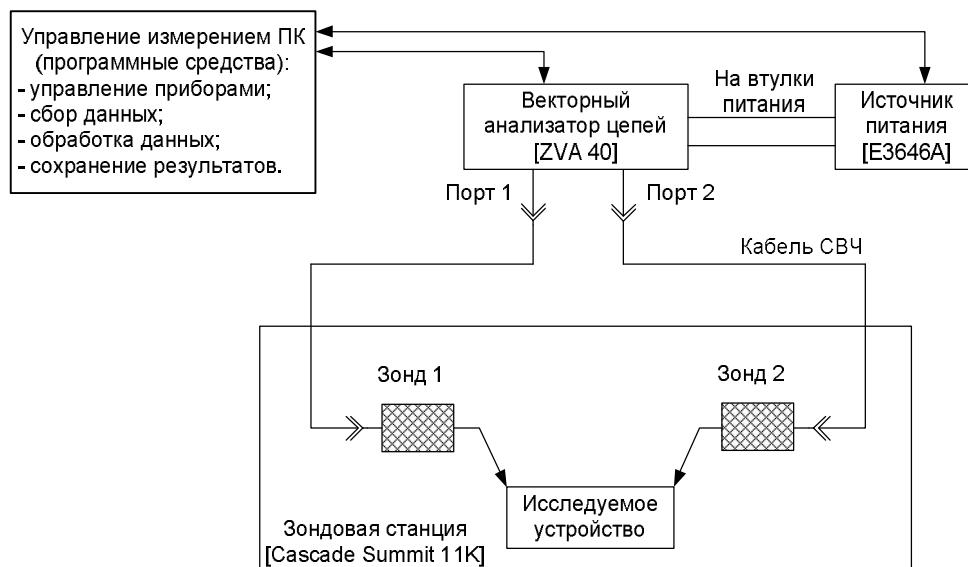 Управление измерением ПК
(программные средства):
- управление приборами;
- сбор данных;
- обработка данных;
- сохранение результатов.
Векторный
анализатор цепей
[ZVA 40]
На втулки
питания
Источник
питания
[E3646A]
Порт 1
Порт 2
Кабель СВЧ
Зонд 1
Зонд 2
Исследуемое
устройство
Зондовая станция
[Cascade Summit 11K]